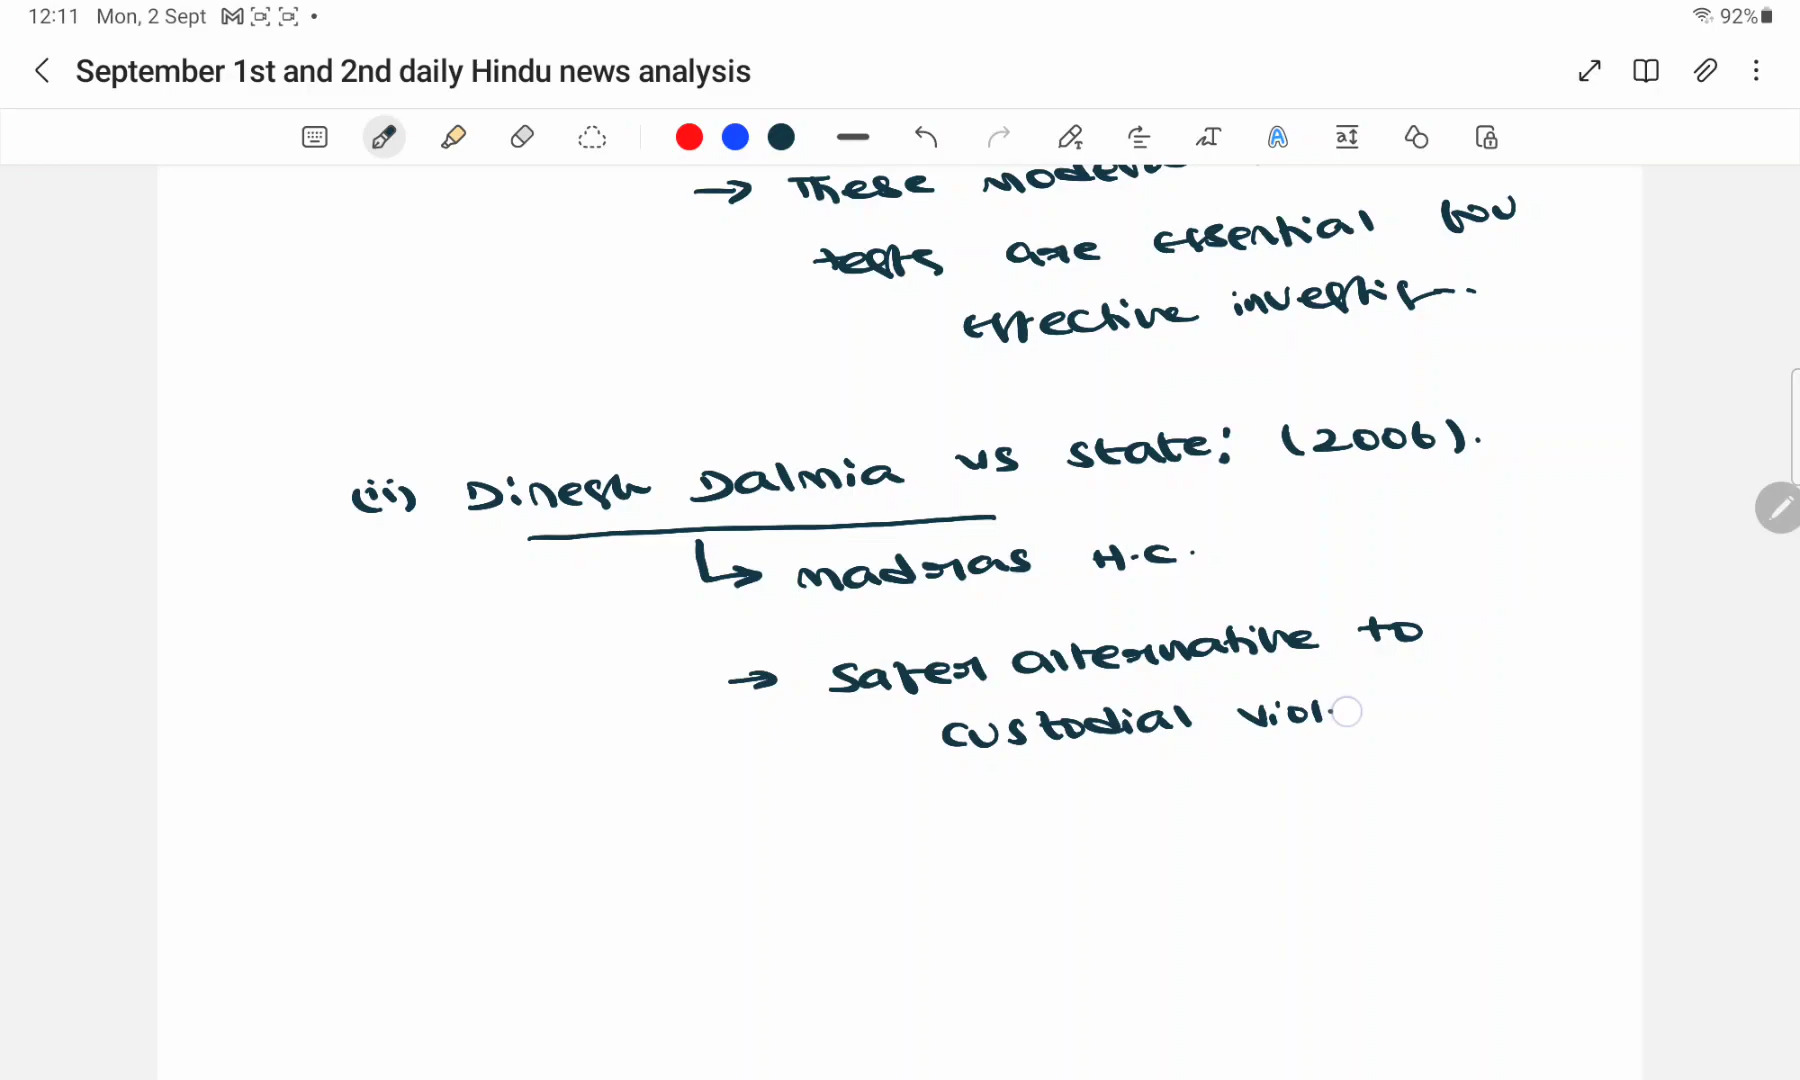 12:11 Mon, 2 Sept 92%
September 1st and 2nd daily Hindu news analysis
→ These
tests are essential for
effective investig--
(ii) Dinesh Dalmia vs state: (2006).
↳ madras H.C.
→ Safer alternative to
custodial viol